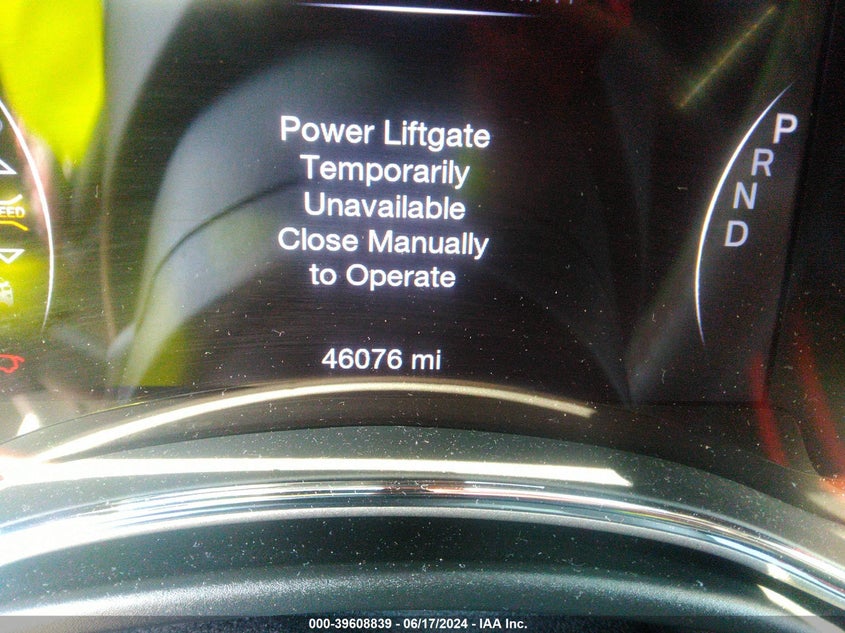 Power Liftgate
Temporarily
Unavailable
Close Manually
to Operate
46076 mi
P
R
N
D
000-39608839 - 06/17/2024 - IAA Inc.